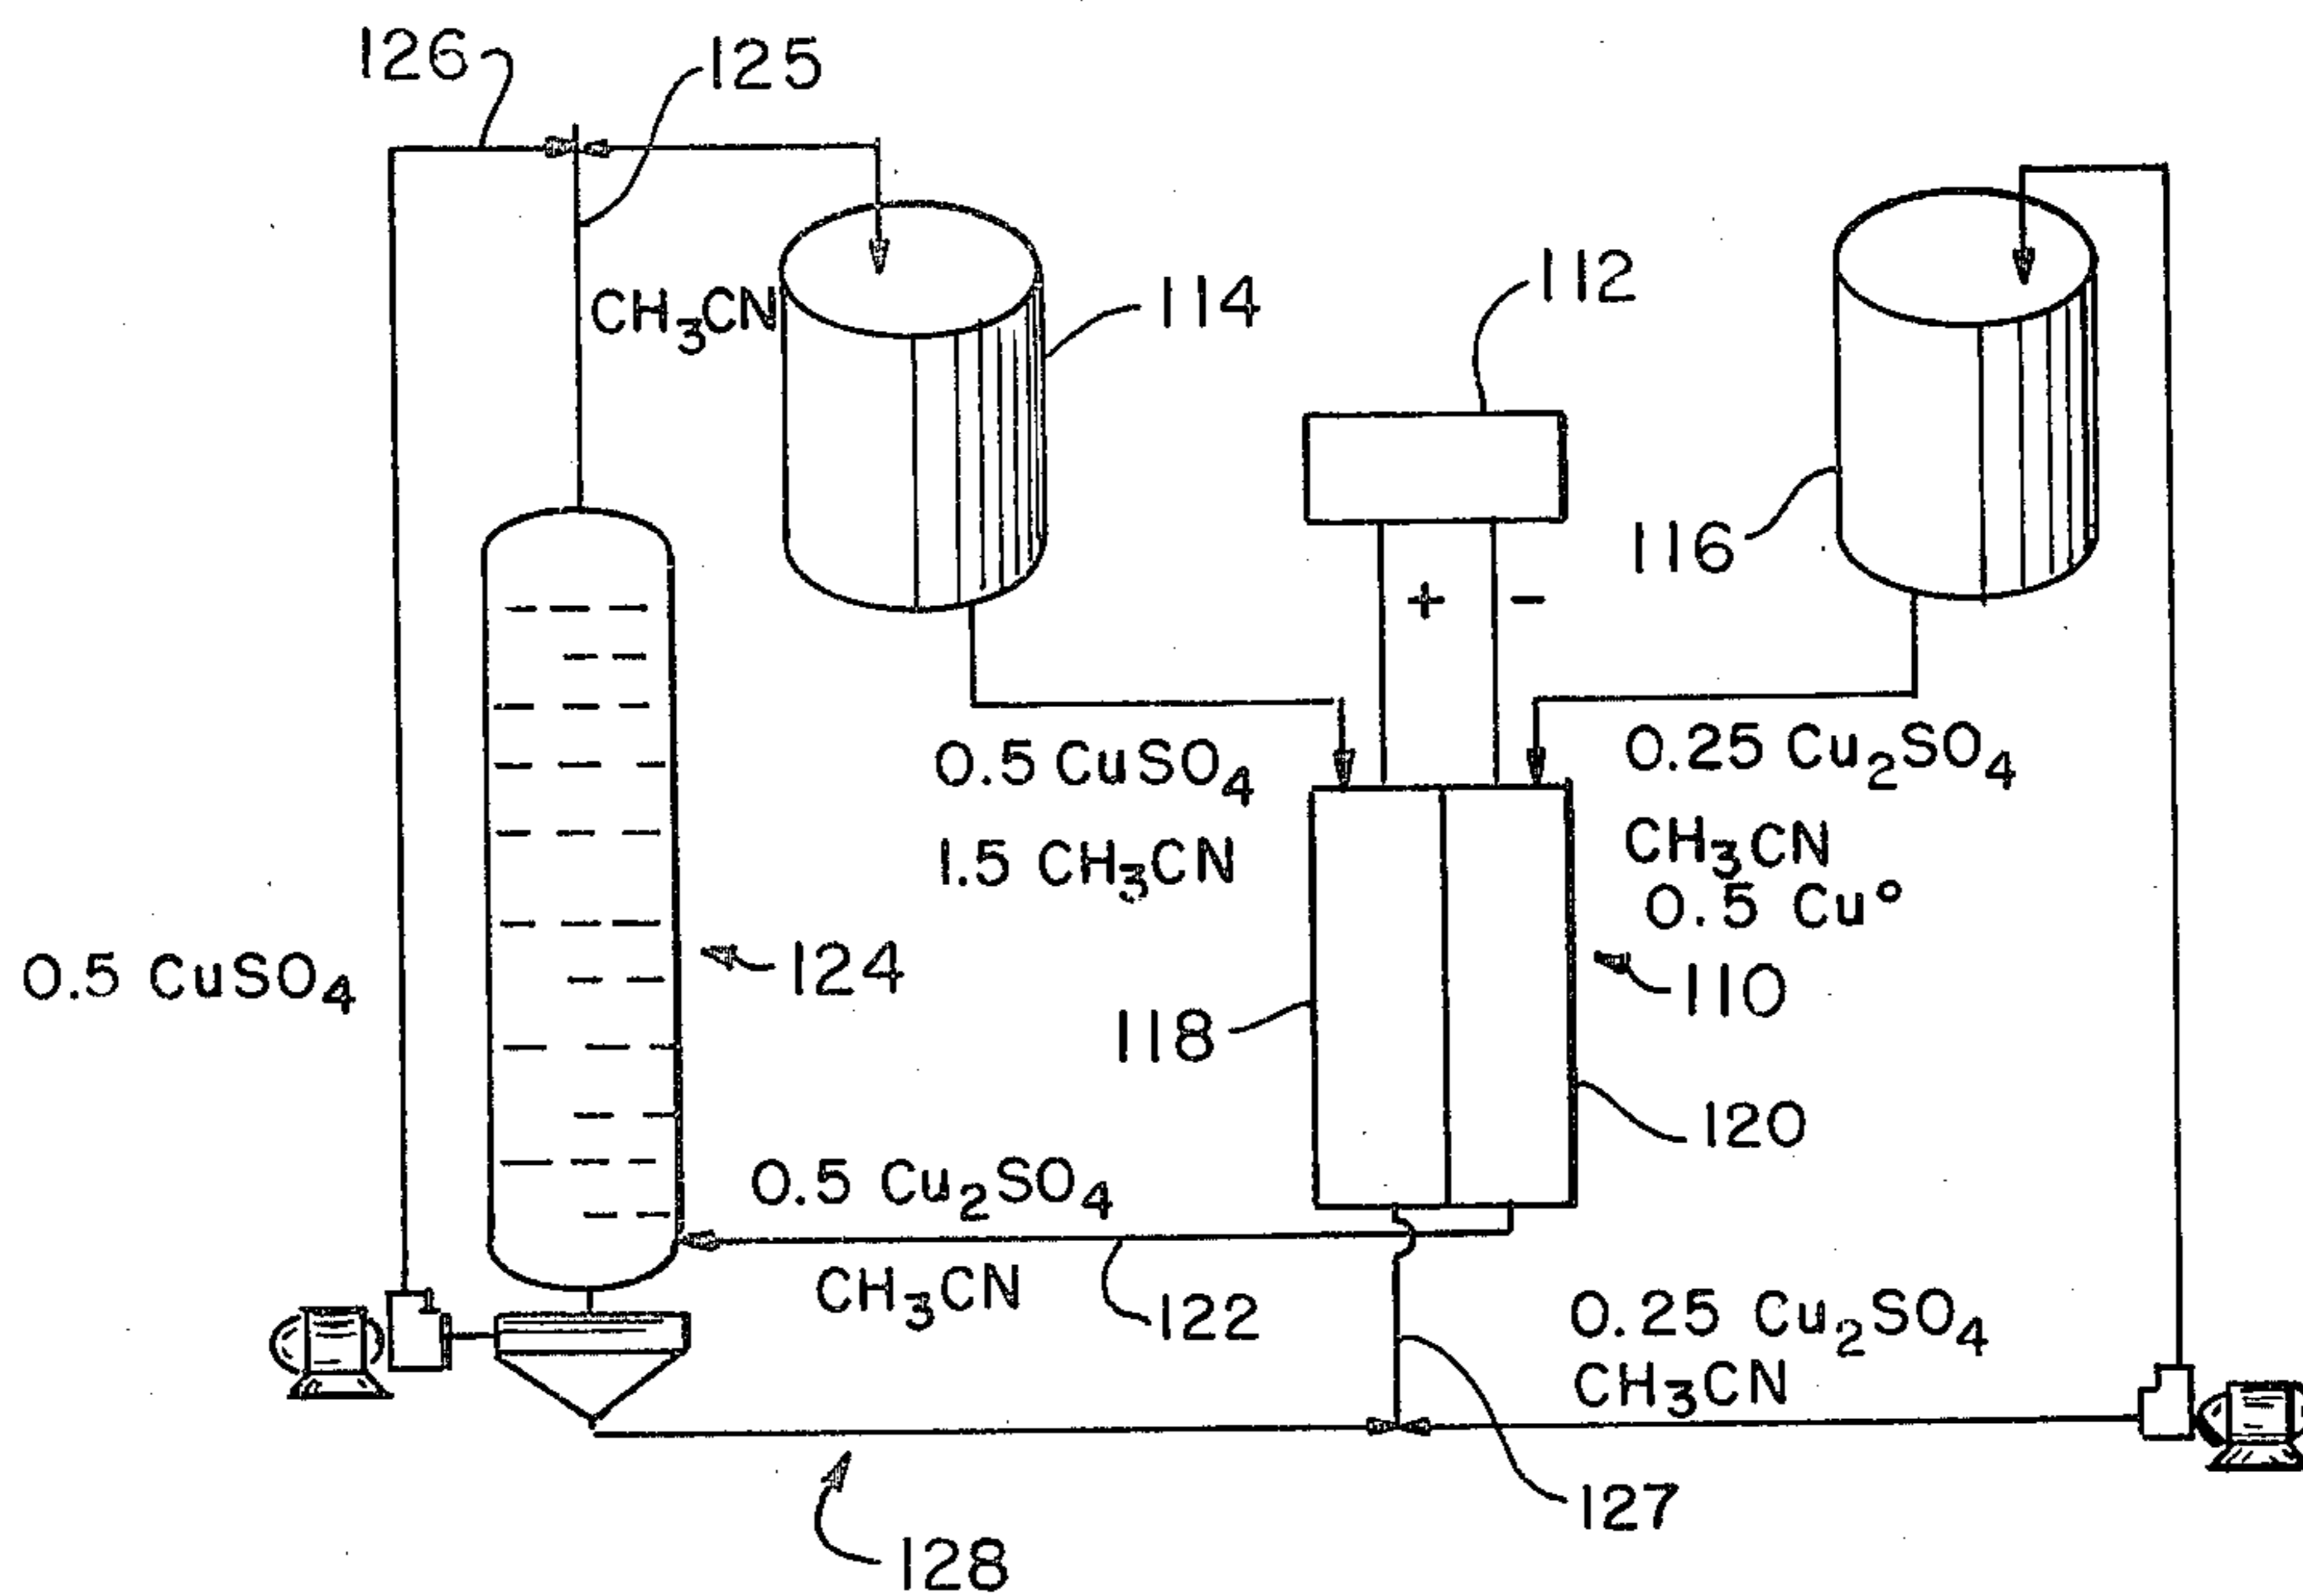 126
125
CH₃CN
114
112
116
+ −
0.5 CuSO₄
1.5 CH₃CN
0.25 Cu₂SO₄
CH₃CN
0.5 Cu°
110
124
0.5 CuSO₄
118
120
0.5 Cu₂SO₄
CH₃CN
122
0.25 Cu₂SO₄
CH₃CN
127
128